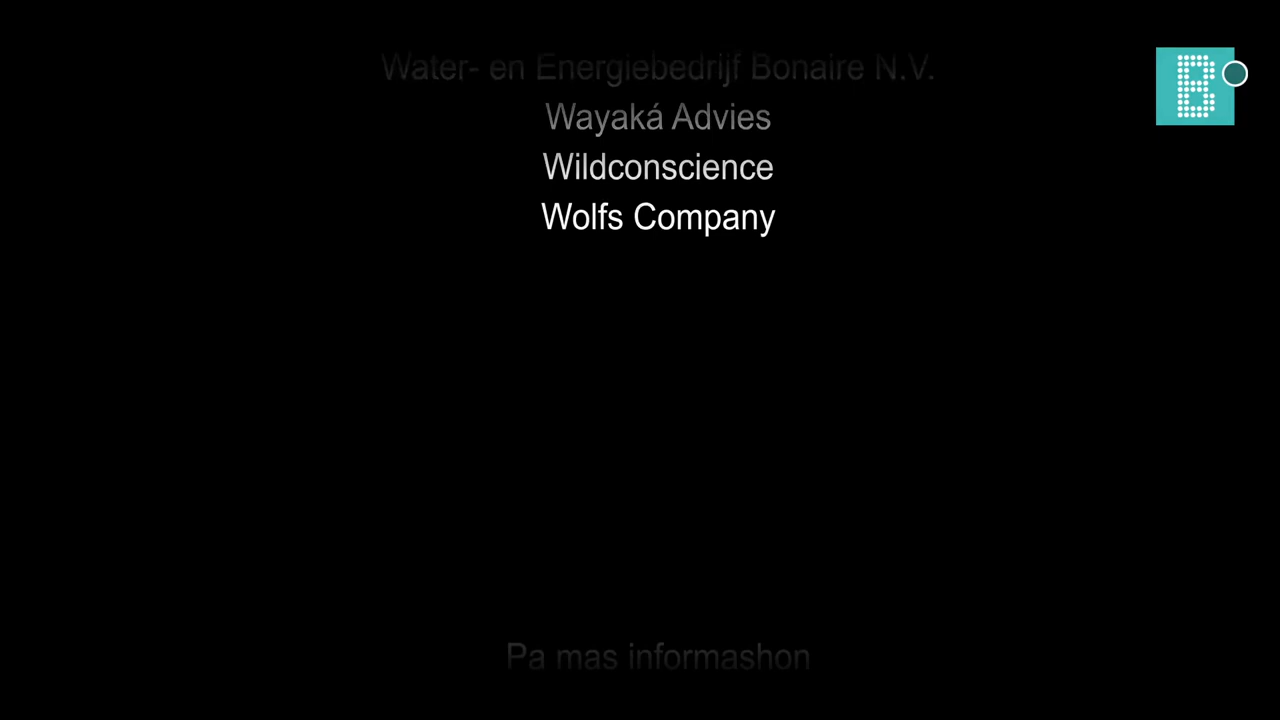 Water- en Energiebedrijf Bonaire N.V.
Wayaká Advies
Wildconscience
Wolfs Company
B
Pa mas informashon